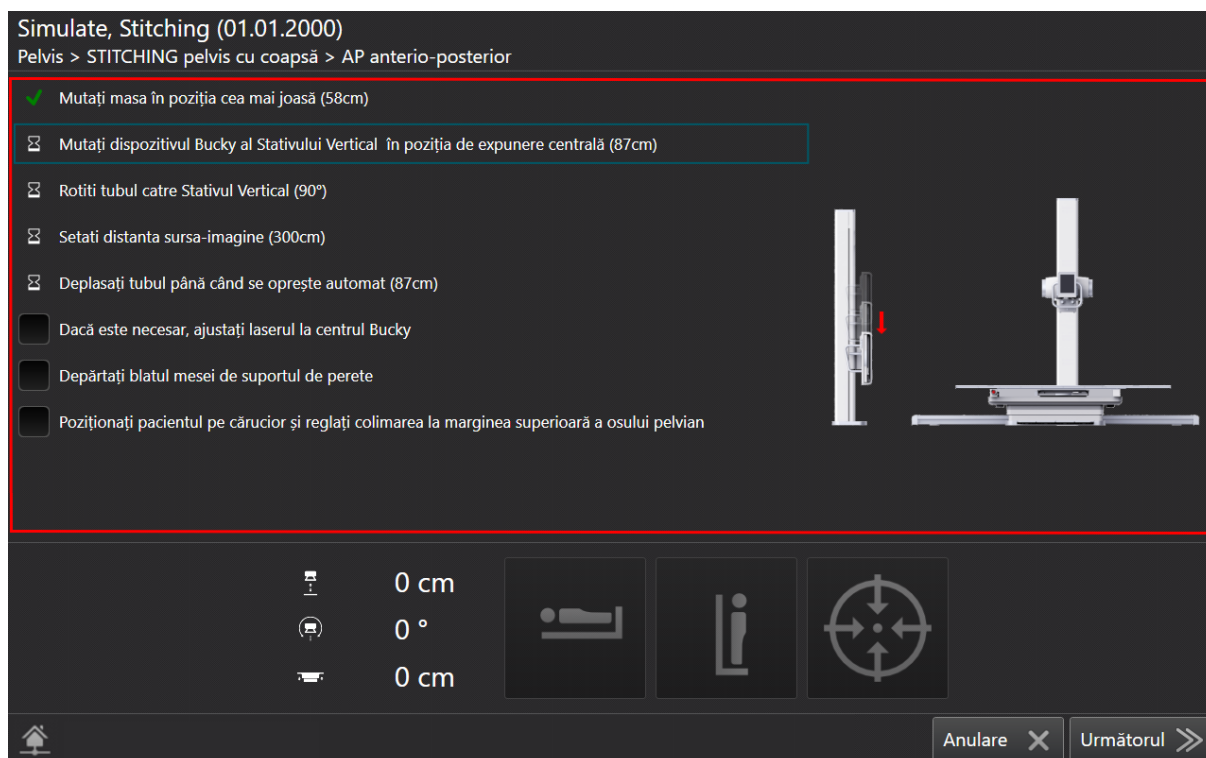 Simulate, Stitching (01.01.2000)
Pelvis > STITCHING pelvis cu coapsă > AP anterio-posterior
Mutați masa în poziția cea mai joasă (58cm)
Mutați dispozitivul Bucky al Stativului Vertical  în poziția de expunere centrală (87cm)
Rotiti tubul catre Stativul Vertical (90°)
Setati distanta sursa-imagine (300cm)
Deplasați tubul până când se oprește automat (87cm)
Dacă este necesar, ajustați laserul la centrul Bucky
Depărtați blatul mesei de suportul de perete
Poziționați pacientul pe cărucior și reglați colimarea la marginea superioară a osului pelvian
0 cm
0 °
0 cm
Anulare
Următorul